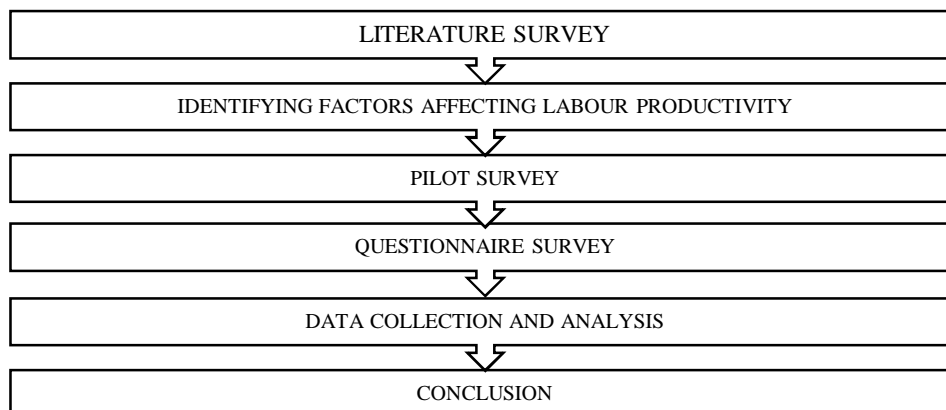 LITERATURE SURVEY
IDENTIFYING FACTORS AFFECTING LABOUR PRODUCTIVITY
PILOT SURVEY
QUESTIONNAIRE SURVEY
DATA COLLECTION AND ANALYSIS
CONCLUSION